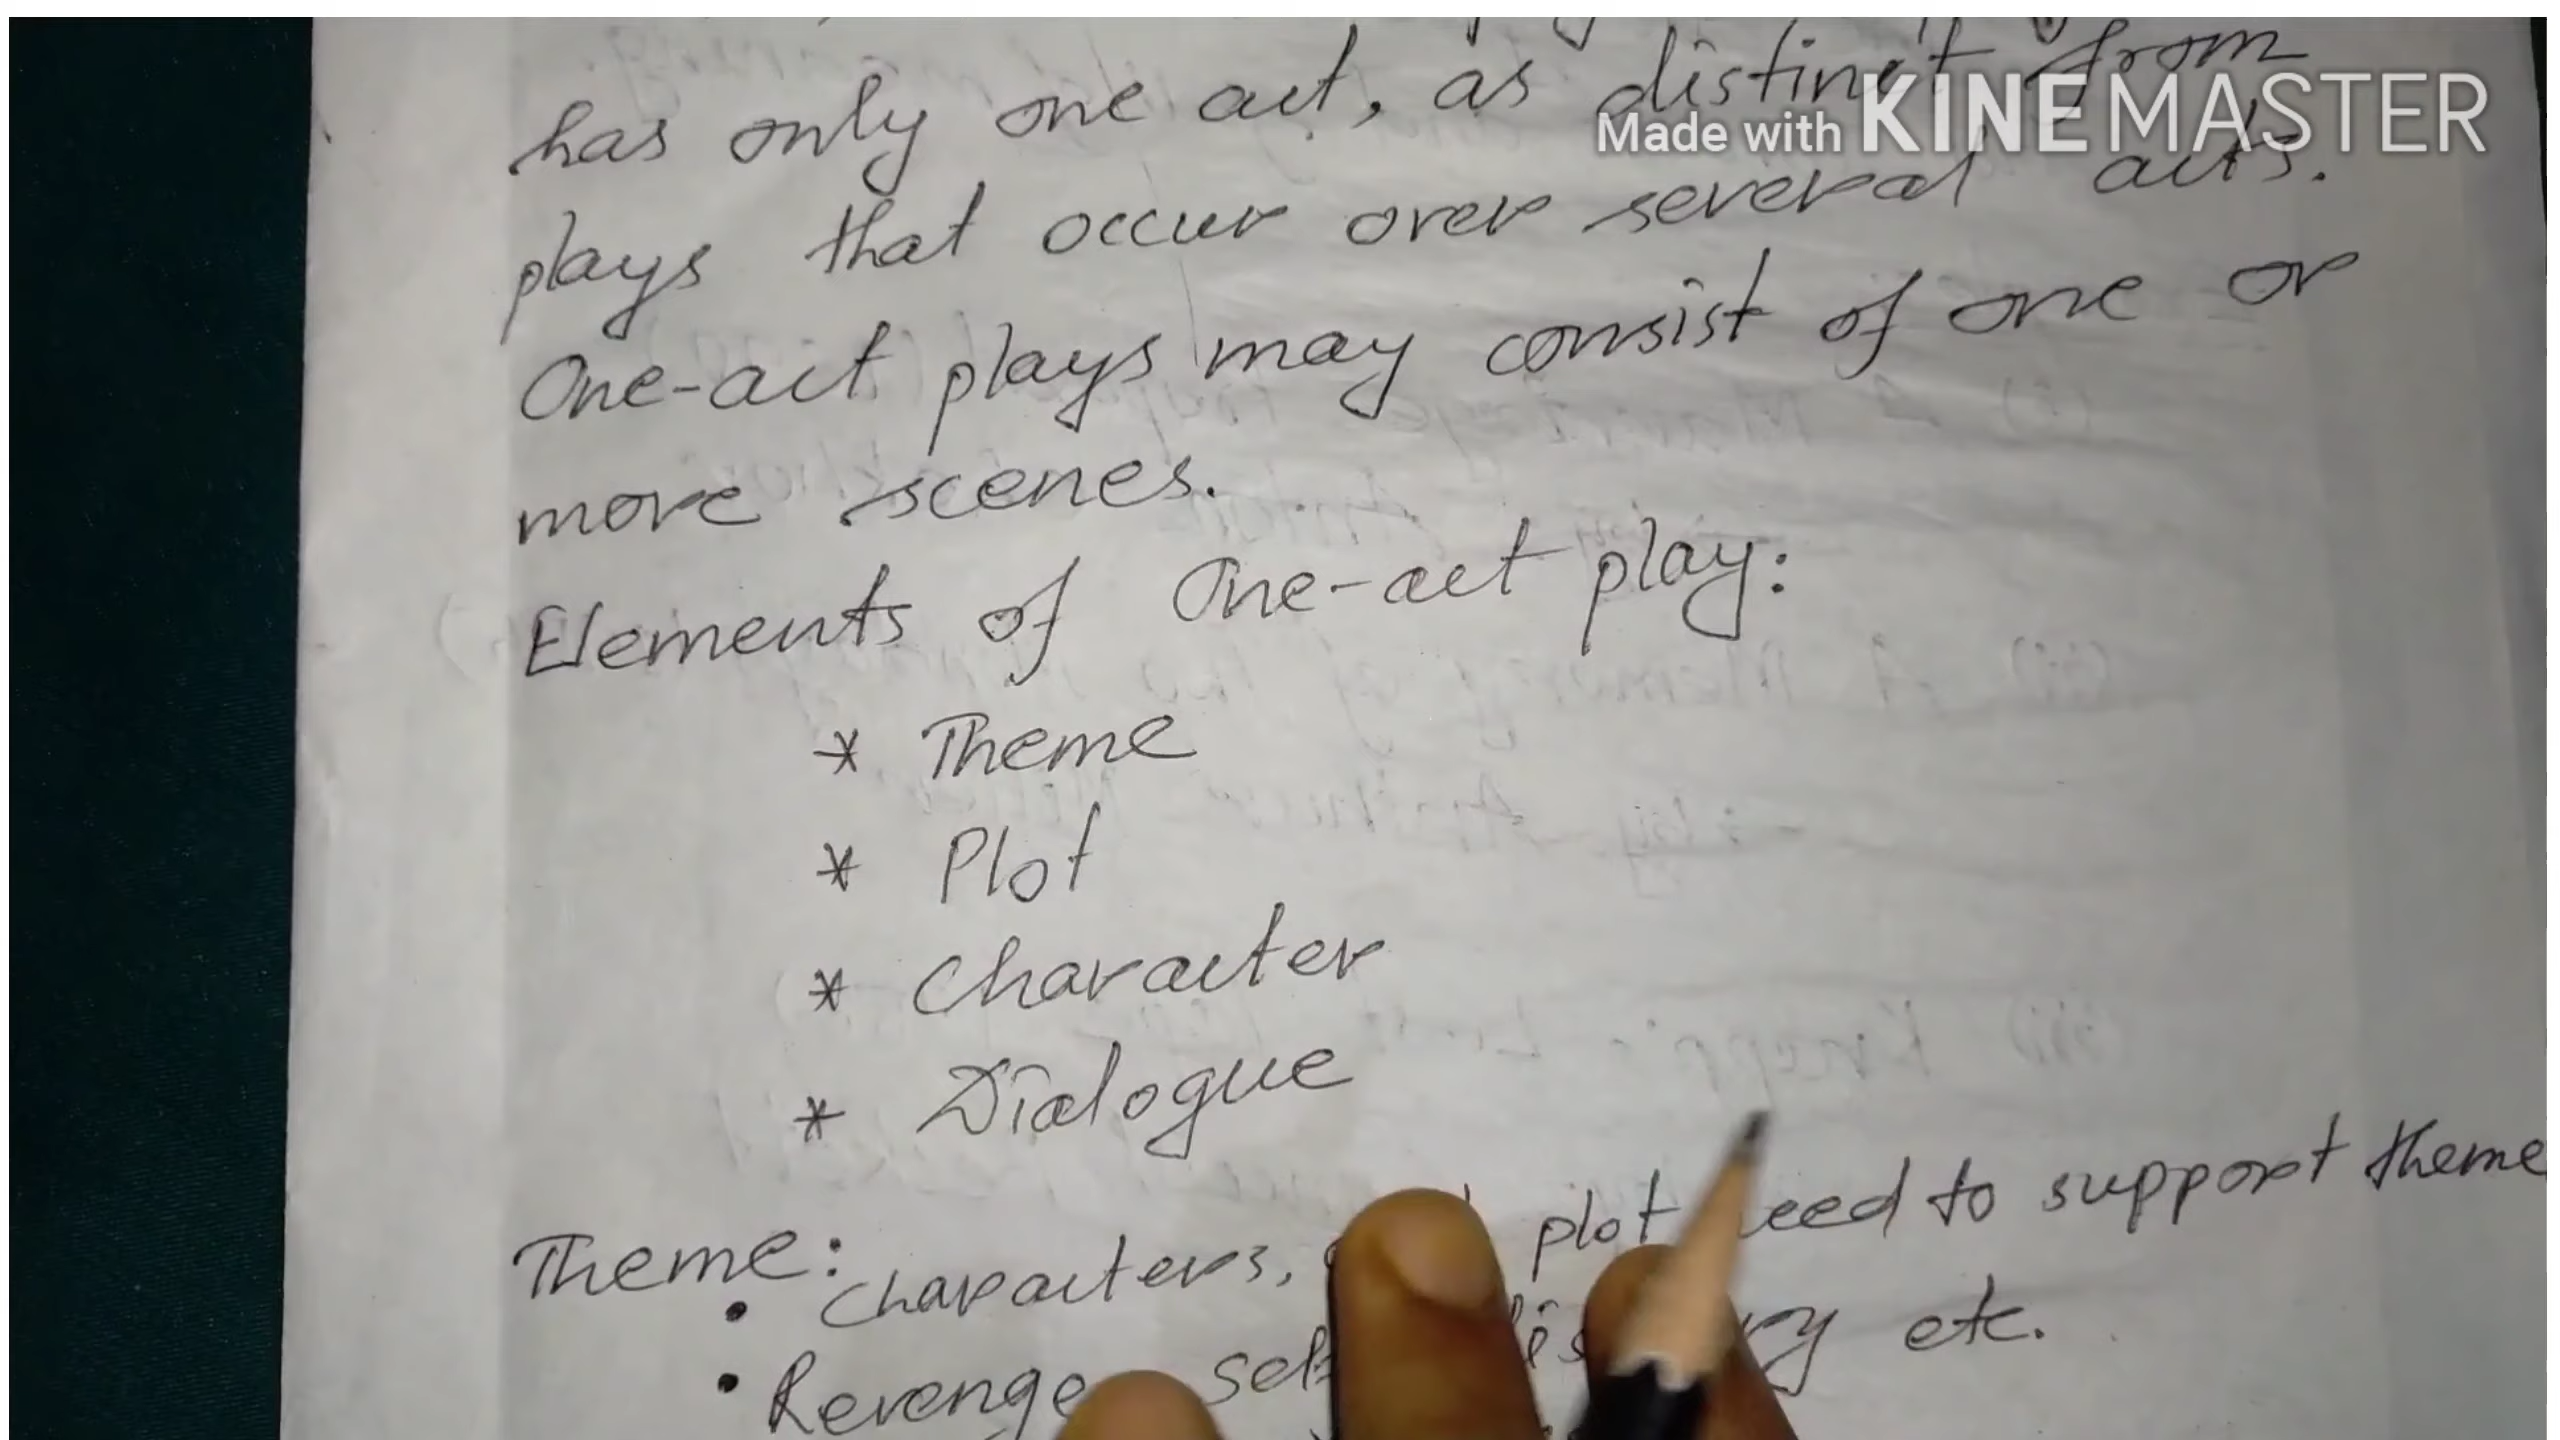 has only one act, as distinct from
Made with KINEMASTER
plays that occur over several acts.
One-act plays may consist of one or
more scenes.
Elements of One-act play:
* Theme
* Plot
* Character
* Dialogue
Theme:
• Characters, plot need to support theme
• Revenge etc.